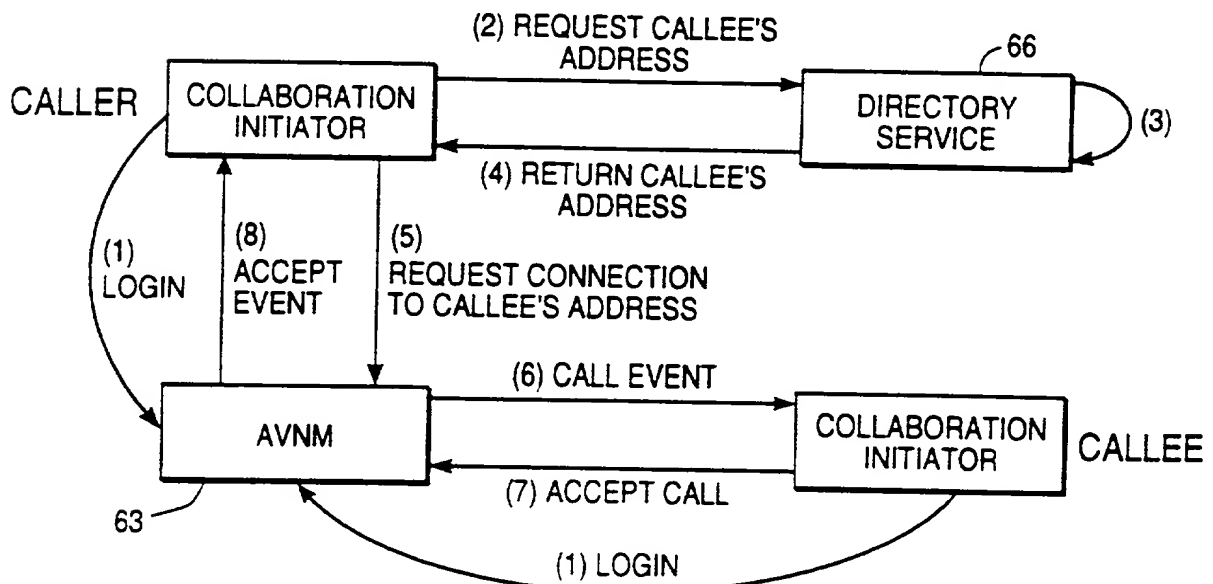 (2) REQUEST CALLEE'S
ADDRESS
66
CALLER
COLLABORATION
INITIATOR
DIRECTORY
SERVICE
(3)
(4) RETURN CALLEE'S
ADDRESS
(1)
LOGIN
(8)
ACCEPT
EVENT
(5)
REQUEST CONNECTION
TO CALLEE'S ADDRESS
(6) CALL EVENT
AVNM
COLLABORATION
INITIATOR
CALLEE
(7) ACCEPT CALL
63
(1) LOGIN